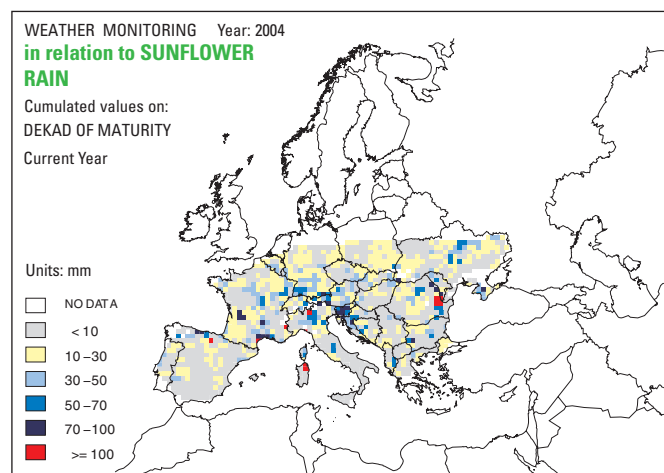 WEATHER MONITORING Year: 2004
in relation to SUNFLOWER
RAIN
Cumulated values on:
DEKAD OF MATURITY
Current Year
Units: mm
NO DATA
< 10
10 –30
30 –50
50 –70
70 –100
>= 100